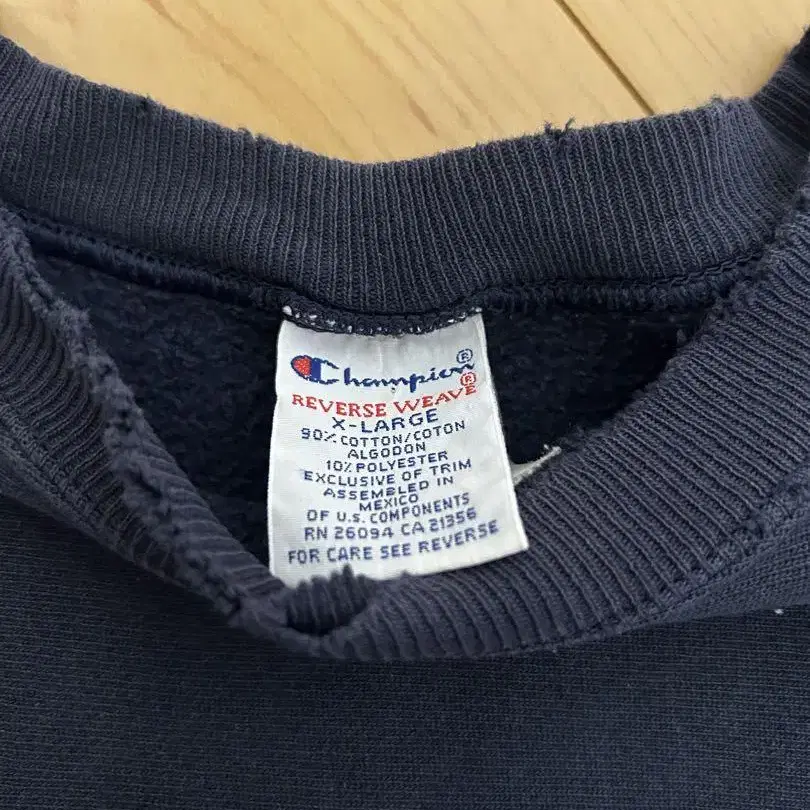 Champion®
REVERSE WEAVE®
X-LARGE
90% COTTON/COTON
ALGODON
10% POLYESTER
EXCLUSIVE OF TRIM
ASSEMBLED IN
MEXICO
OF U.S. COMPONENTS
RN 26094 CA 21356
FOR CARE SEE REVERSE